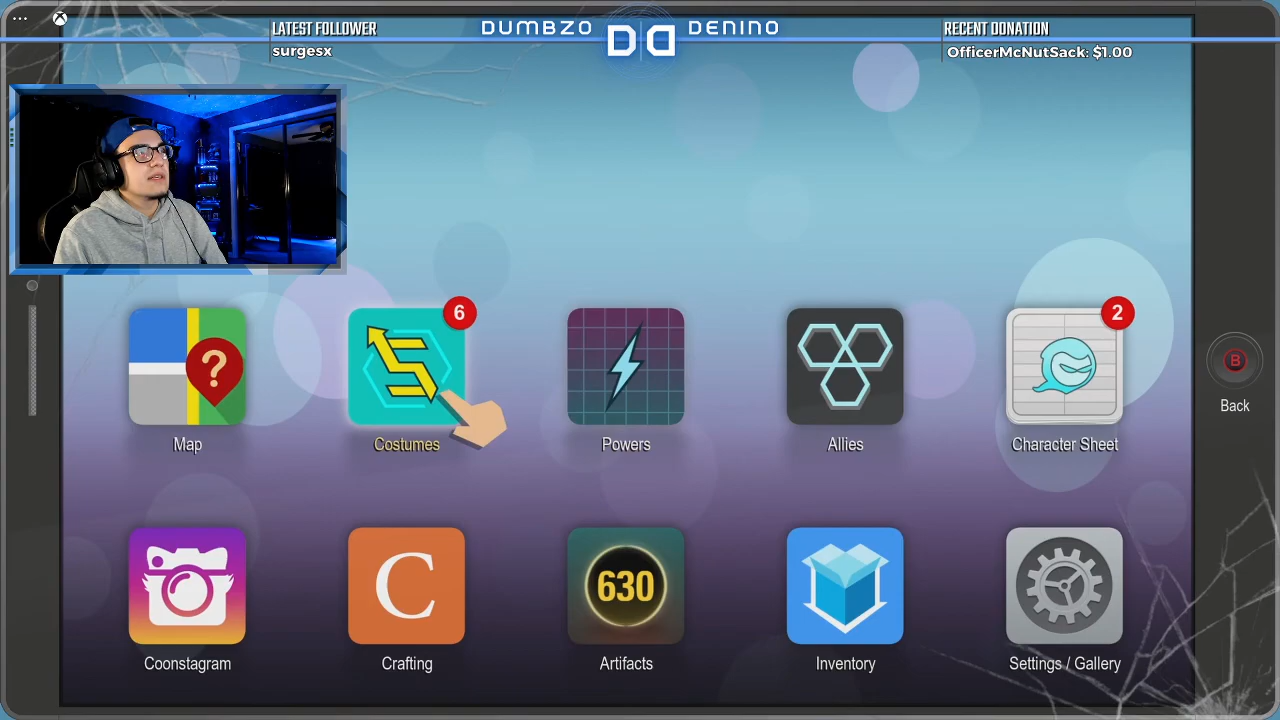 LATEST FOLLOWER
surgesx
DUMBZO DD DENINO
RECENT DONATION
OfficerMcNutSack: $1.00
6
2
?
Map
Costumes
Powers
Allies
Character Sheet
B
Back
C
630
Coonstagram
Crafting
Artifacts
Inventory
Settings / Gallery